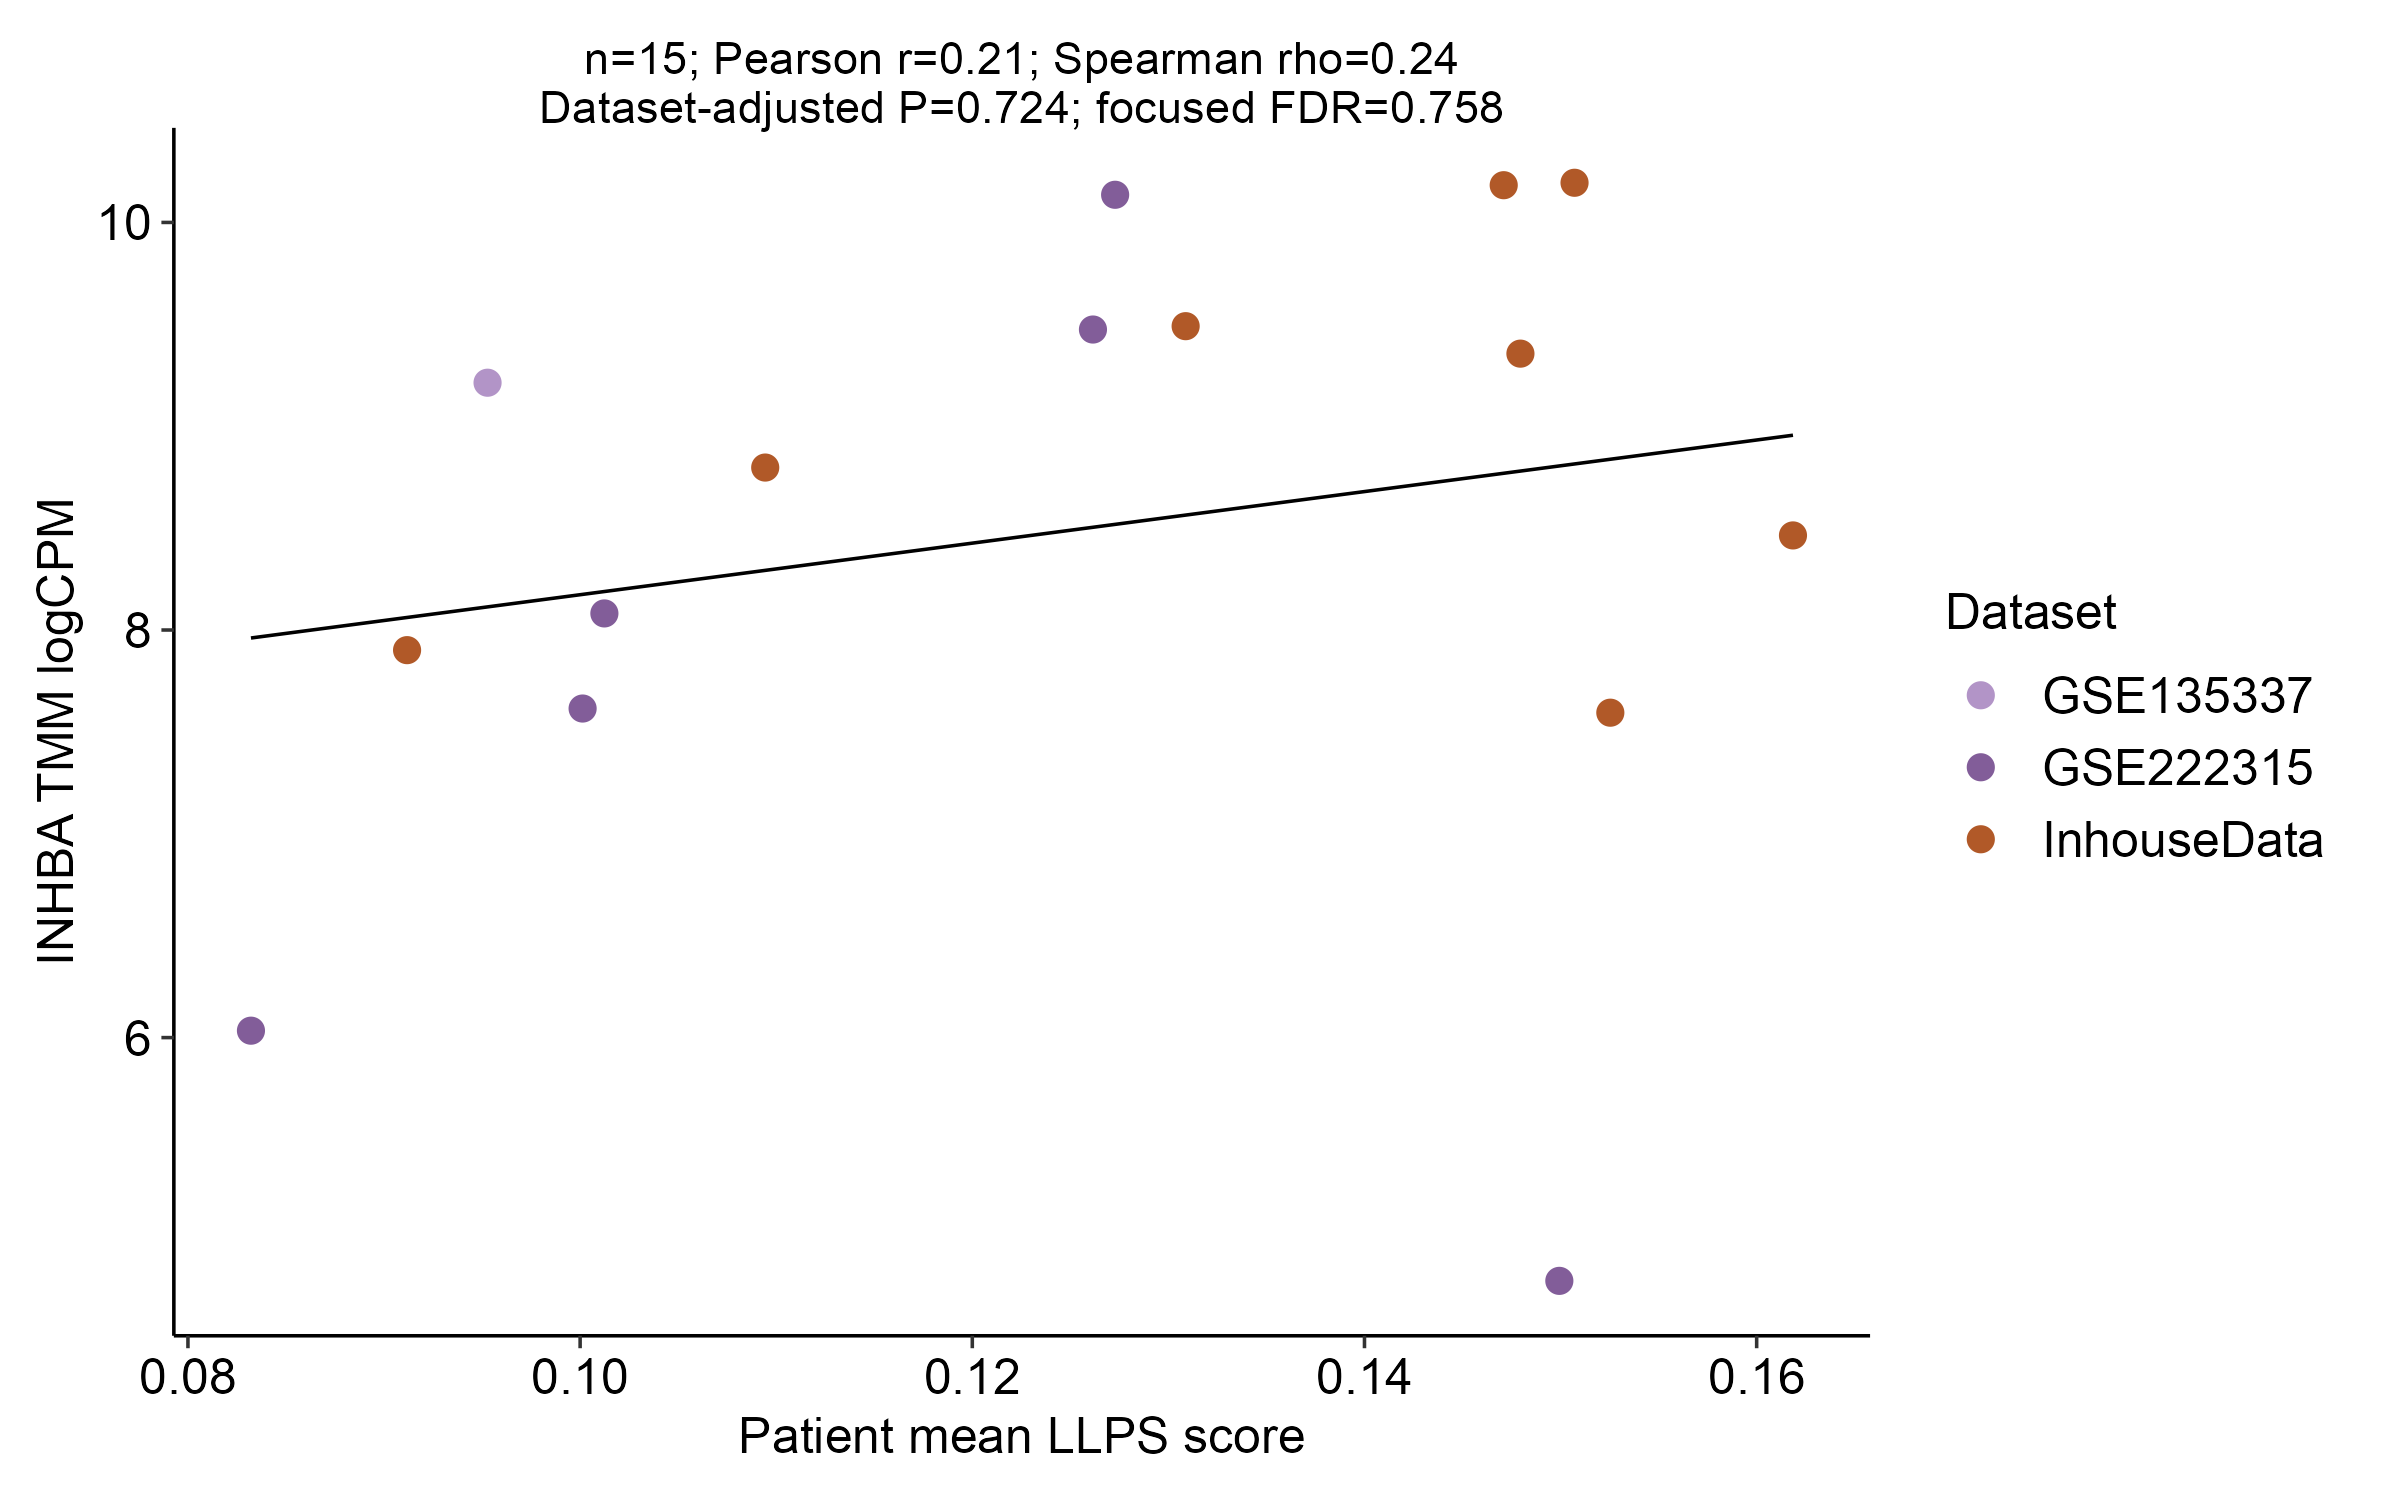 n=15; Pearson r=0.21; Spearman rho=0.24
Dataset-adjusted P=0.724; focused FDR=0.758
10
8
6
INHBA TMM logCPM
0.08 0.10 0.12 0.14 0.16
Patient mean LLPS score
Dataset
GSE135337
GSE222315
InhouseData